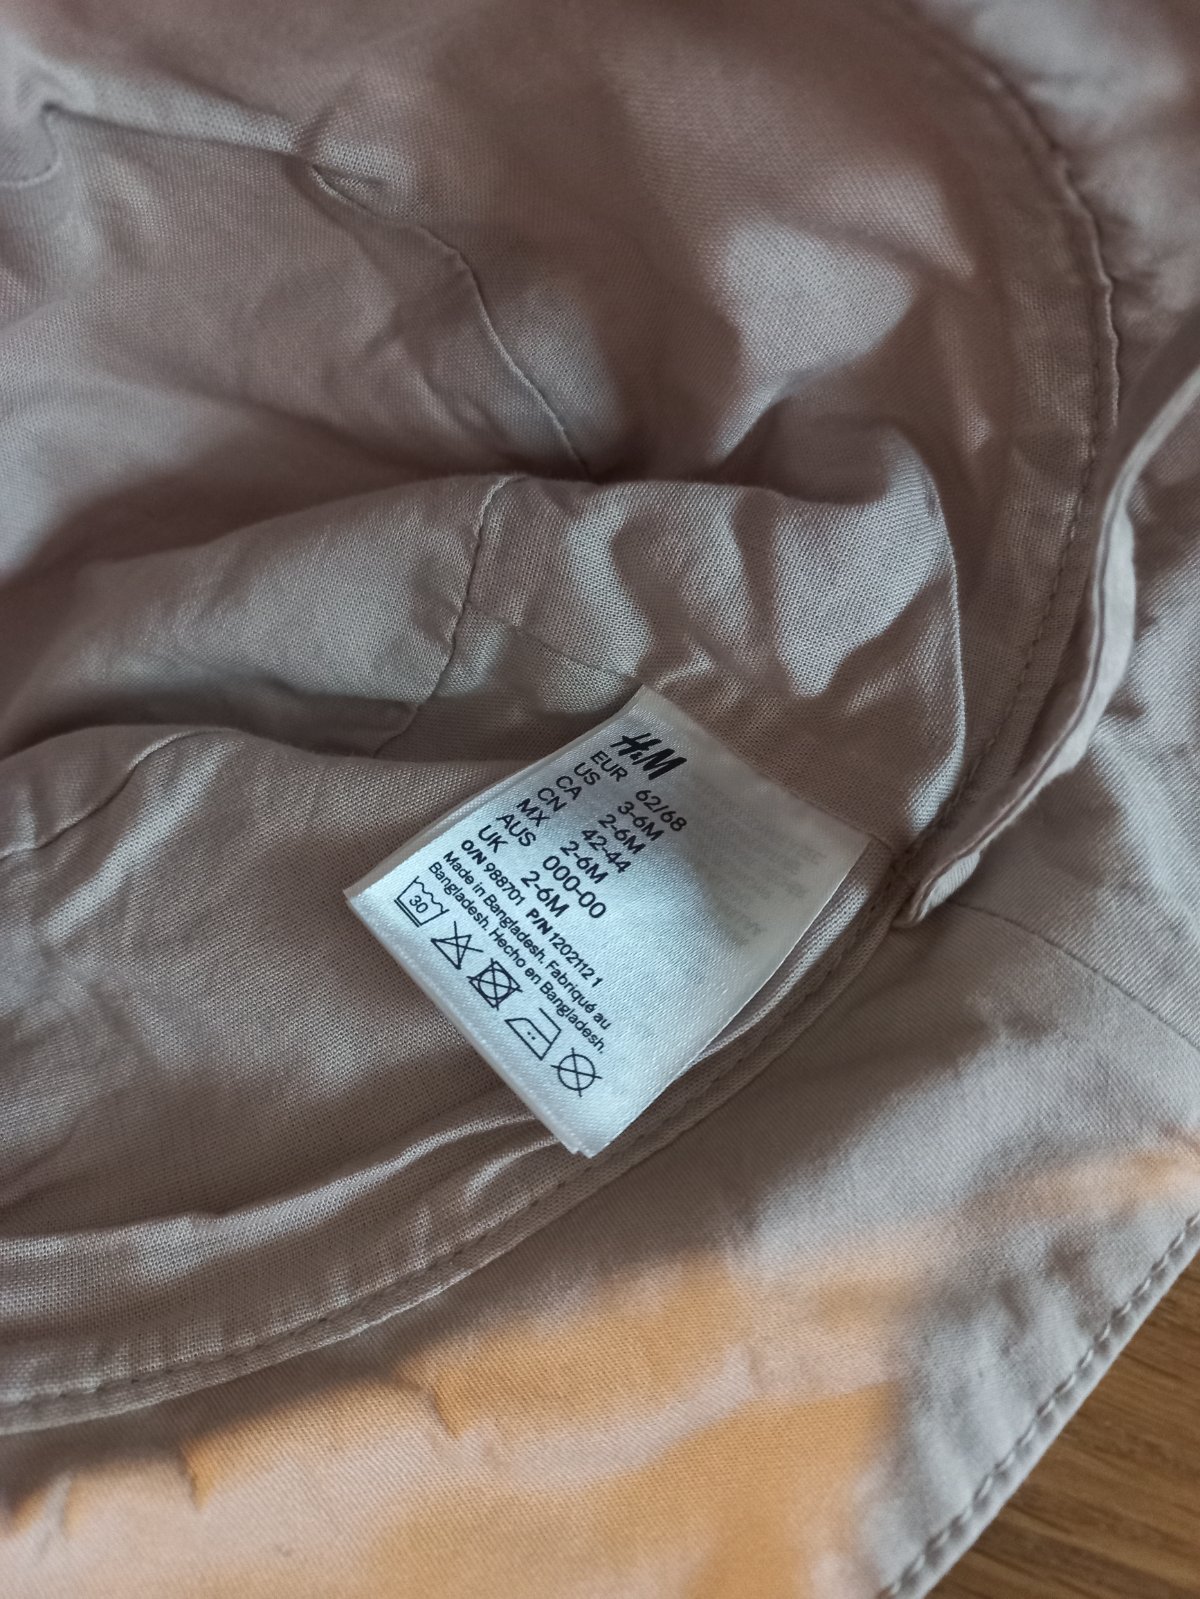 H&M
EUR 62/68
US 3-6M
CA 2-6M
CN 42-44
MX 2-6M
AUS 000-00
UK 2-6M
O/N 988701 P/N 1202112 1
Made in Bangladesh. Fabriqué au
Bangladesh. Hecho en Bangladesh.
30